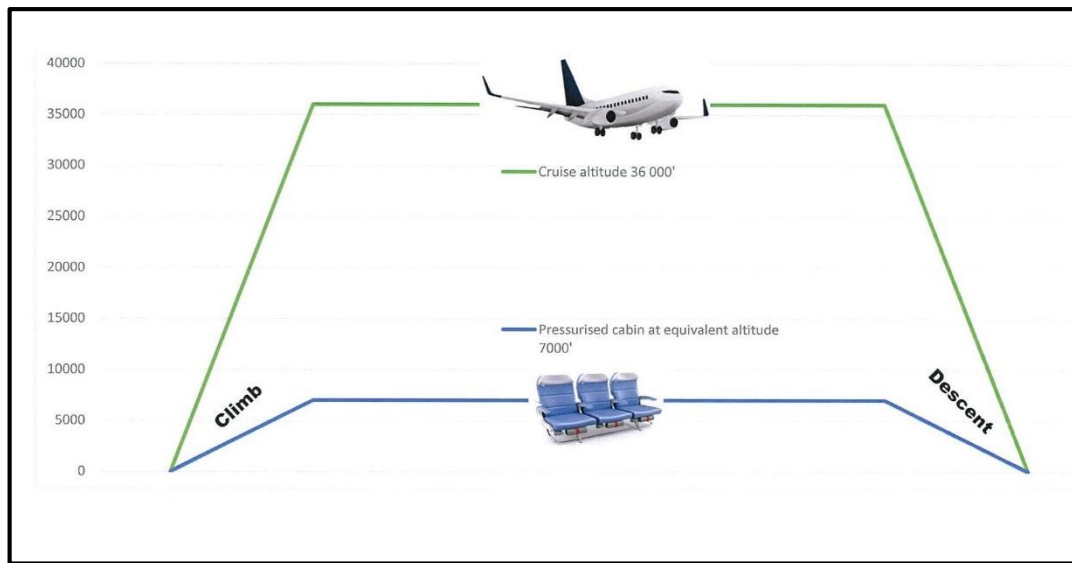 40000
35000
30000
25000
20000
15000
10000
5000
0
Cruise altitude 36 000'
Pressurised cabin at equivalent altitude
7000'
Climb
Descent